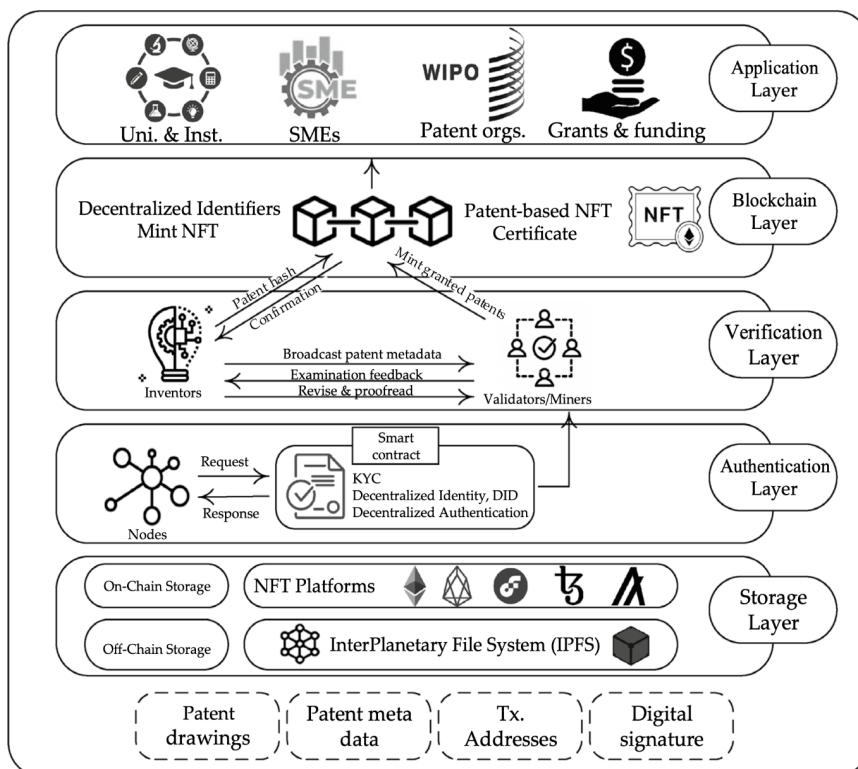 SME
WIPO
Uni. & Inst.
SMEs
Patent orgs.
Grants & funding
Application
Layer
Decentralized Identifiers
Mint NFT
Patent-based NFT
Certificate
NFT
Blockchain
Layer
Patent hash
Confirmation
Mint granted patents
Broadcast patent metadata
Examination feedback
Revise & proofread
Inventors
Validators/Miners
Verification
Layer
Smart
contract
Request
Response
Nodes
KYC
Decentralized Identity, DID
Decentralized Authentication
Authentication
Layer
On-Chain Storage
NFT Platforms
Off-Chain Storage
InterPlanetary File System (IPFS)
Storage
Layer
Patent
drawings
Patent meta
data
Tx.
Addresses
Digital
signature